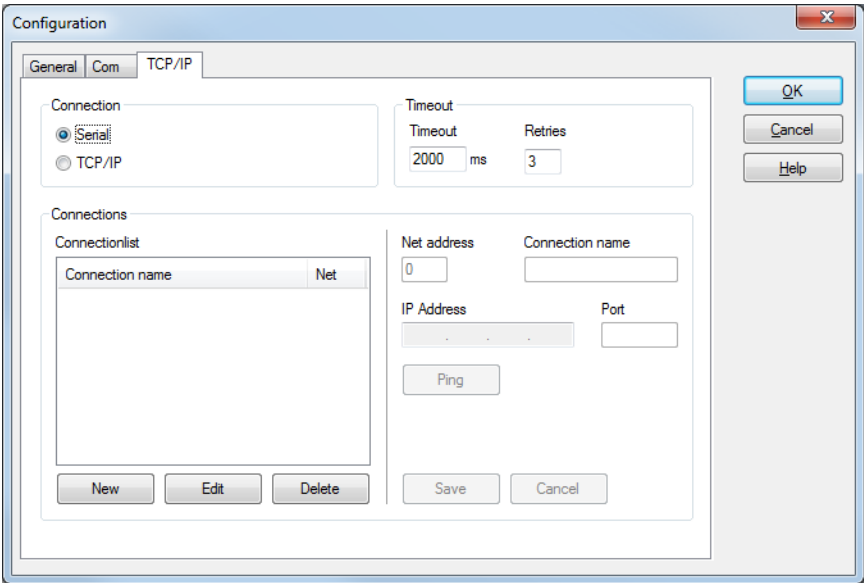 Configuration
General Com TCP/IP
Connection
Serial
TCP/IP
Timeout
Timeout Retries
2000 ms 3
OK
Cancel
Help
Connections
Connectionlist
Connection name Net
New Edit Delete
Net address Connection name
0
IP Address Port
. . .
Ping
Save Cancel